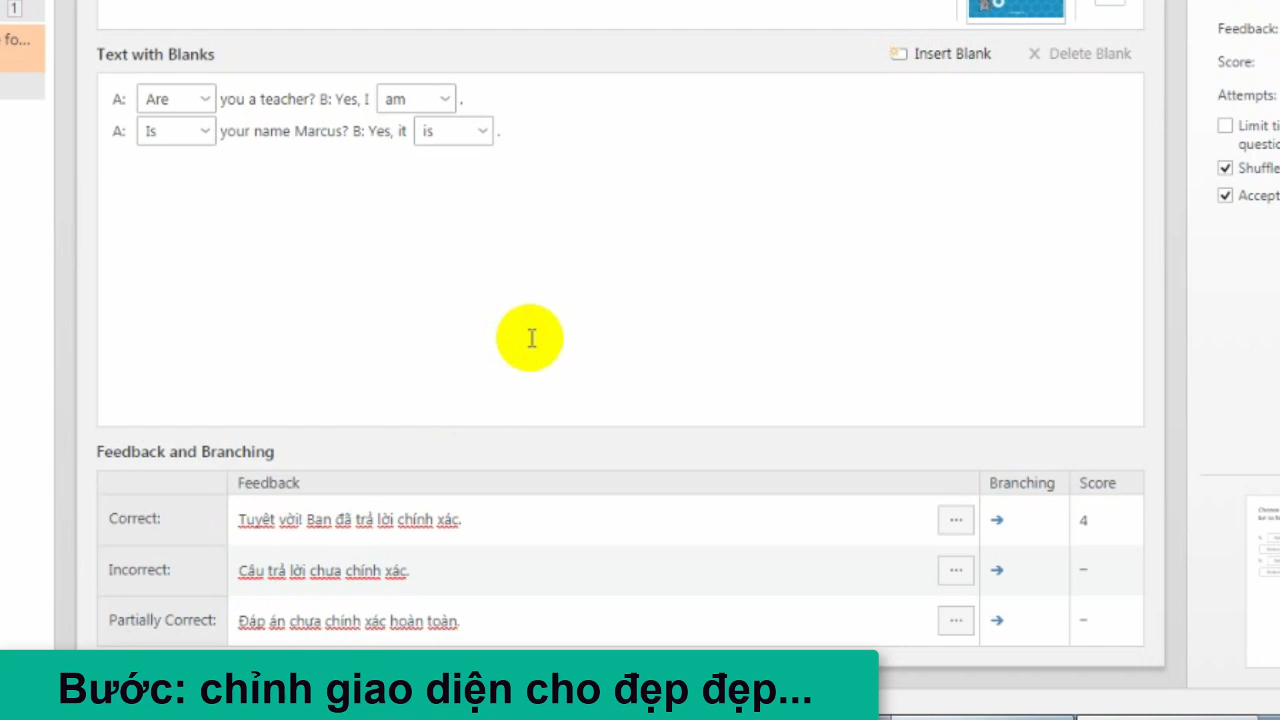 1
fo...
Feedback:
Text with Blanks
Insert Blank
Delete Blank
Score:
Attempts:
A: Are you a teacher? B: Yes, I am .
A: Is your name Marcus? B: Yes, it is .
Limit ti
questic
Shuffle
Accept
Feedback and Branching
Feedback Branching Score
Correct: Tuyệt vời! Bạn đã trả lời chính xác. ... 4
Incorrect: Câu trả lời chưa chính xác. ... –
Partially Correct: Đáp án chưa chính xác hoàn toàn. ... –
Bước: chỉnh giao diện cho đẹp đẹp...